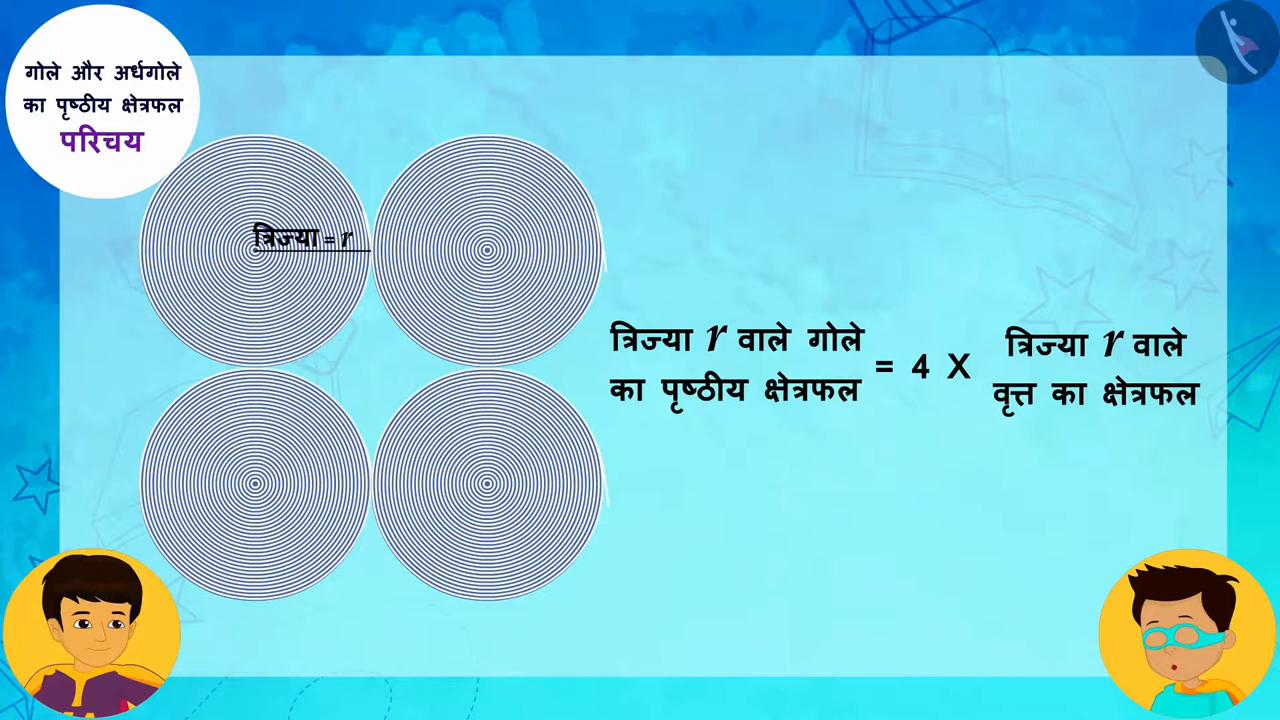 गोले और अर्धगोले
का पृष्ठीय क्षेत्रफल
परिचय
त्रिज्या = r
त्रिज्या r वाले गोले
का पृष्ठीय क्षेत्रफल
= 4 X
त्रिज्या r वाले
वृत्त का क्षेत्रफल